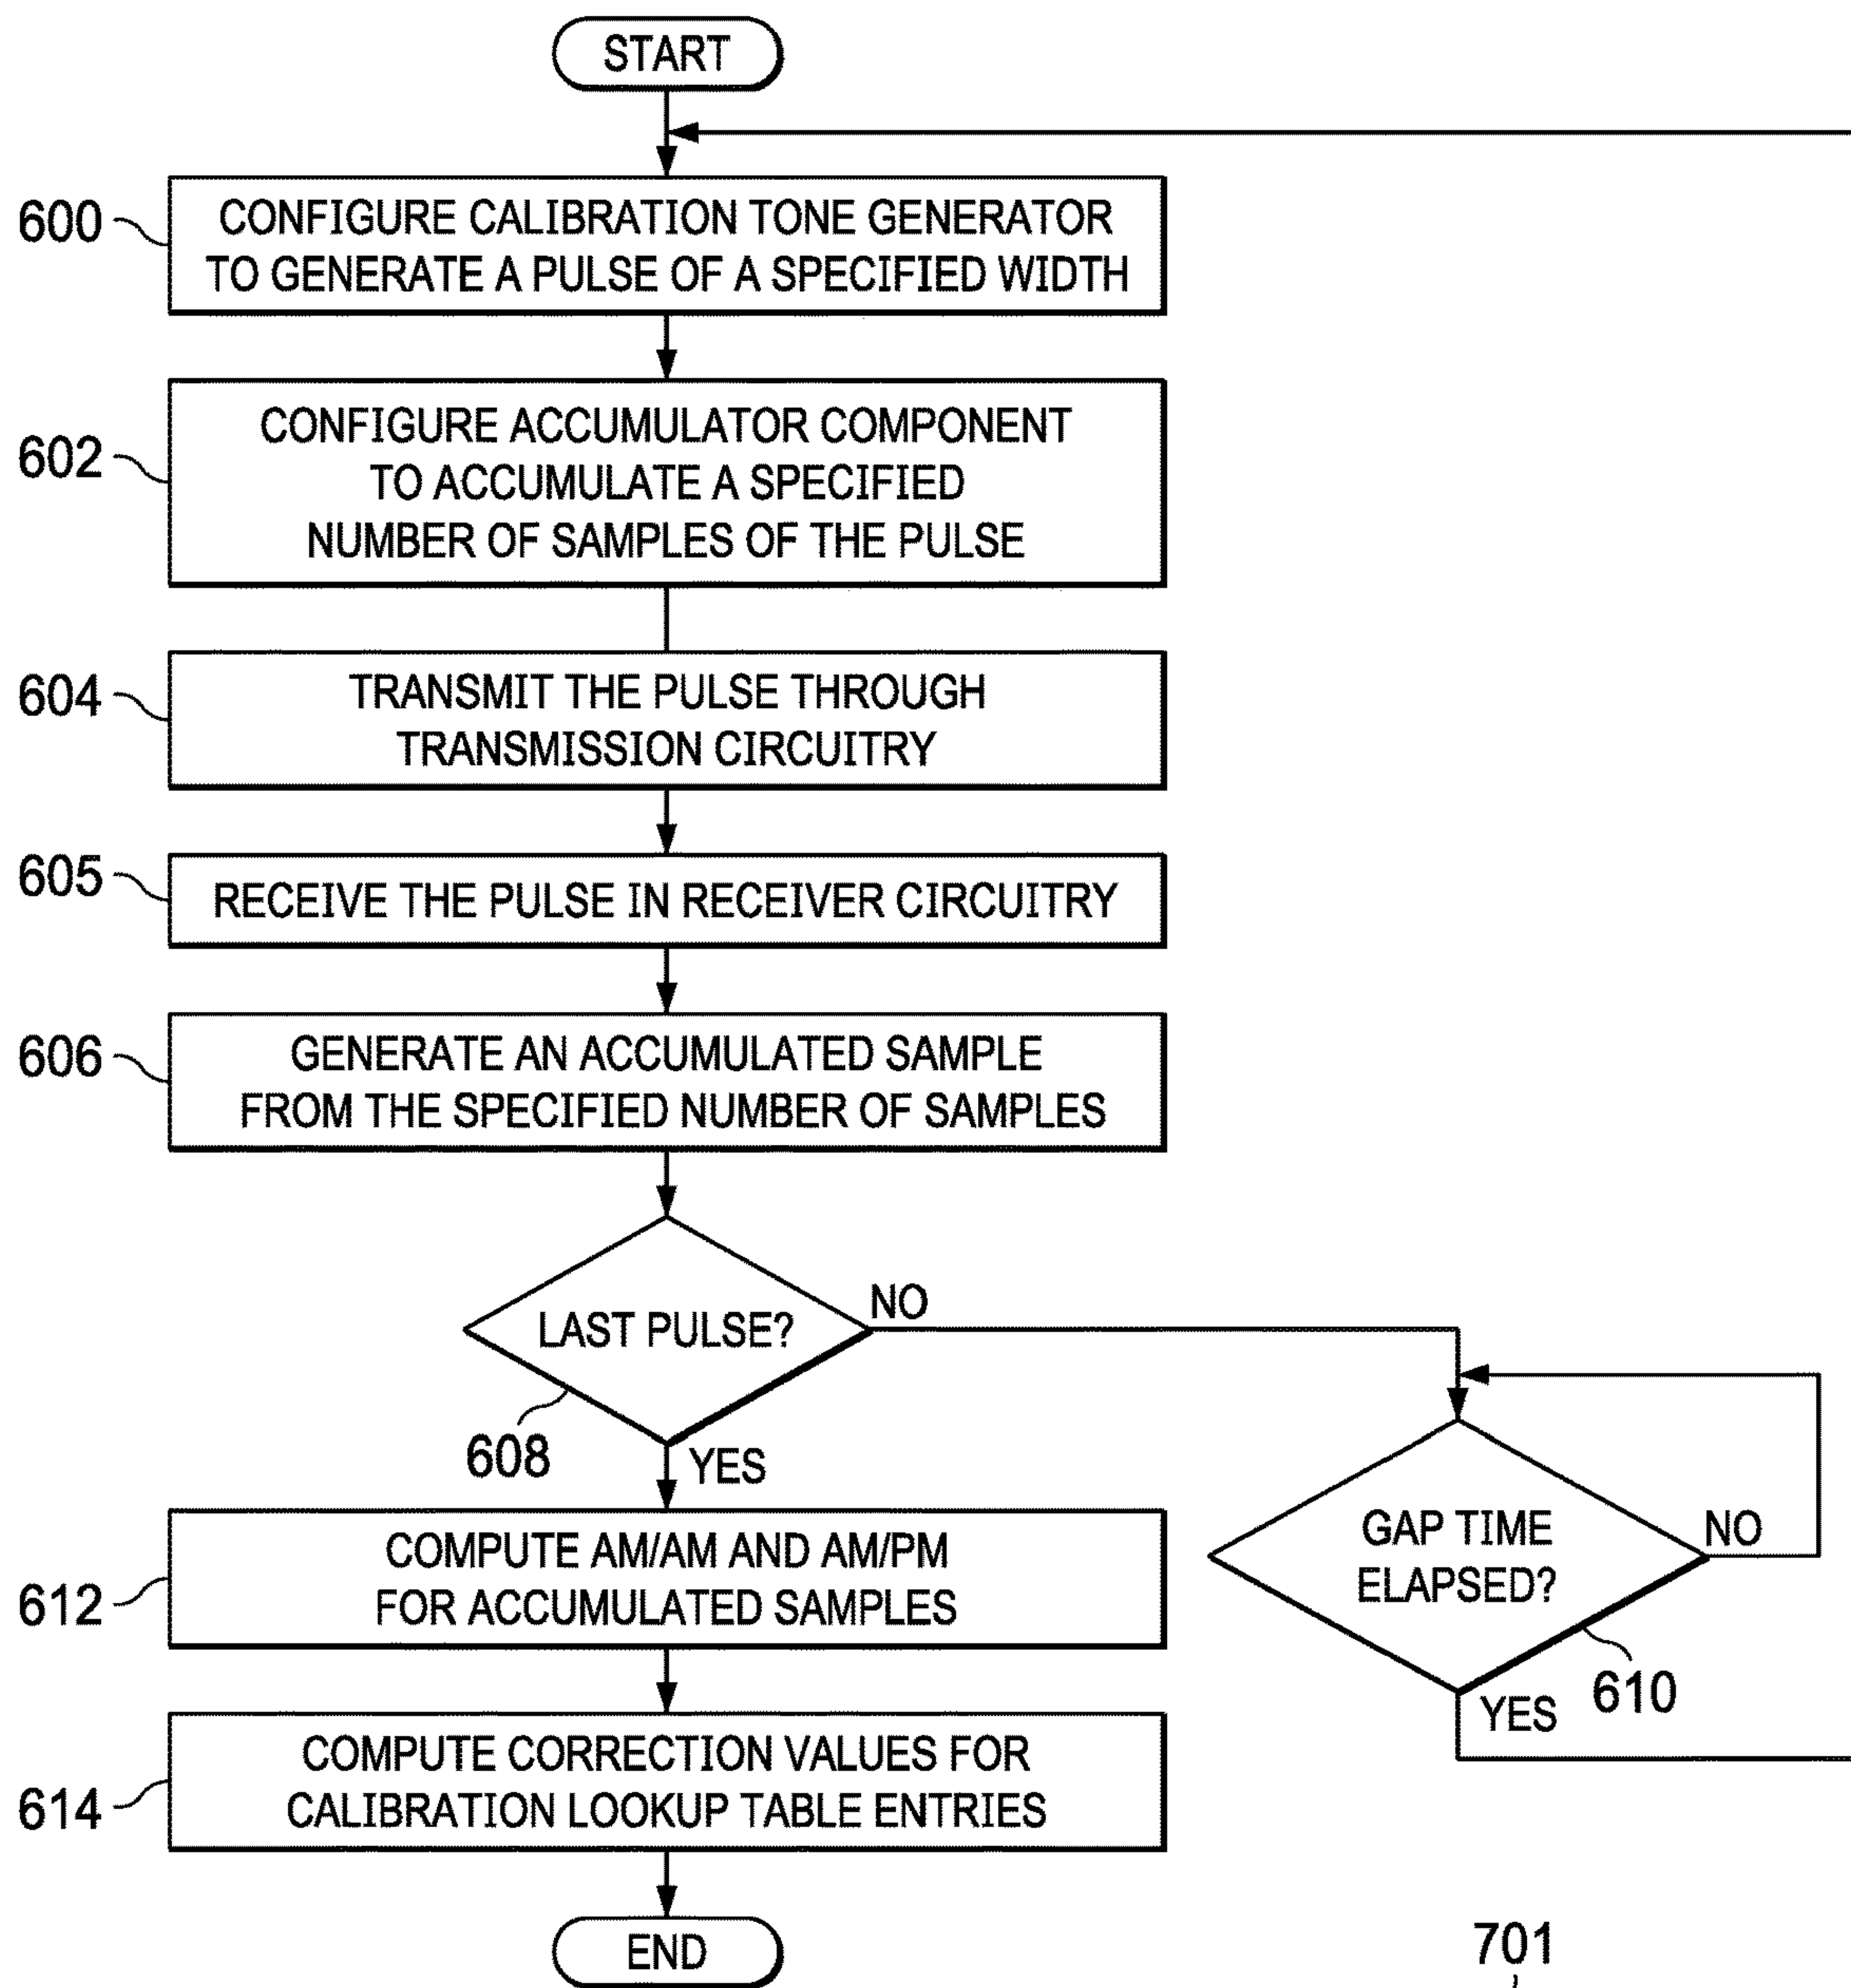 START
600
CONFIGURE CALIBRATION TONE GENERATOR
TO GENERATE A PULSE OF A SPECIFIED WIDTH
602
CONFIGURE ACCUMULATOR COMPONENT
TO ACCUMULATE A SPECIFIED
NUMBER OF SAMPLES OF THE PULSE
604
TRANSMIT THE PULSE THROUGH
TRANSMISSION CIRCUITRY
605
RECEIVE THE PULSE IN RECEIVER CIRCUITRY
606
GENERATE AN ACCUMULATED SAMPLE
FROM THE SPECIFIED NUMBER OF SAMPLES
LAST PULSE?
NO
608
YES
GAP TIME
ELAPSED?
NO
610
YES
612
COMPUTE AM/AM AND AM/PM
FOR ACCUMULATED SAMPLES
614
COMPUTE CORRECTION VALUES FOR
CALIBRATION LOOKUP TABLE ENTRIES
END
701